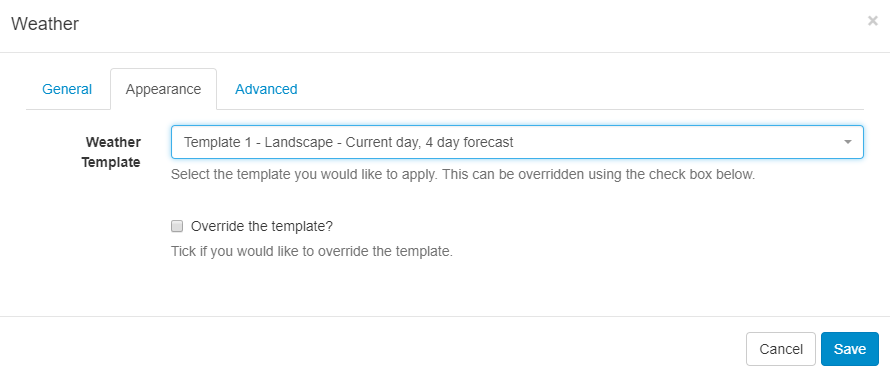 Weather
×
General Appearance Advanced
Weather Template
Template 1 - Landscape - Current day, 4 day forecast
Select the template you would like to apply. This can be overridden using the check box below.
Override the template?
Tick if you would like to override the template.
Cancel Save